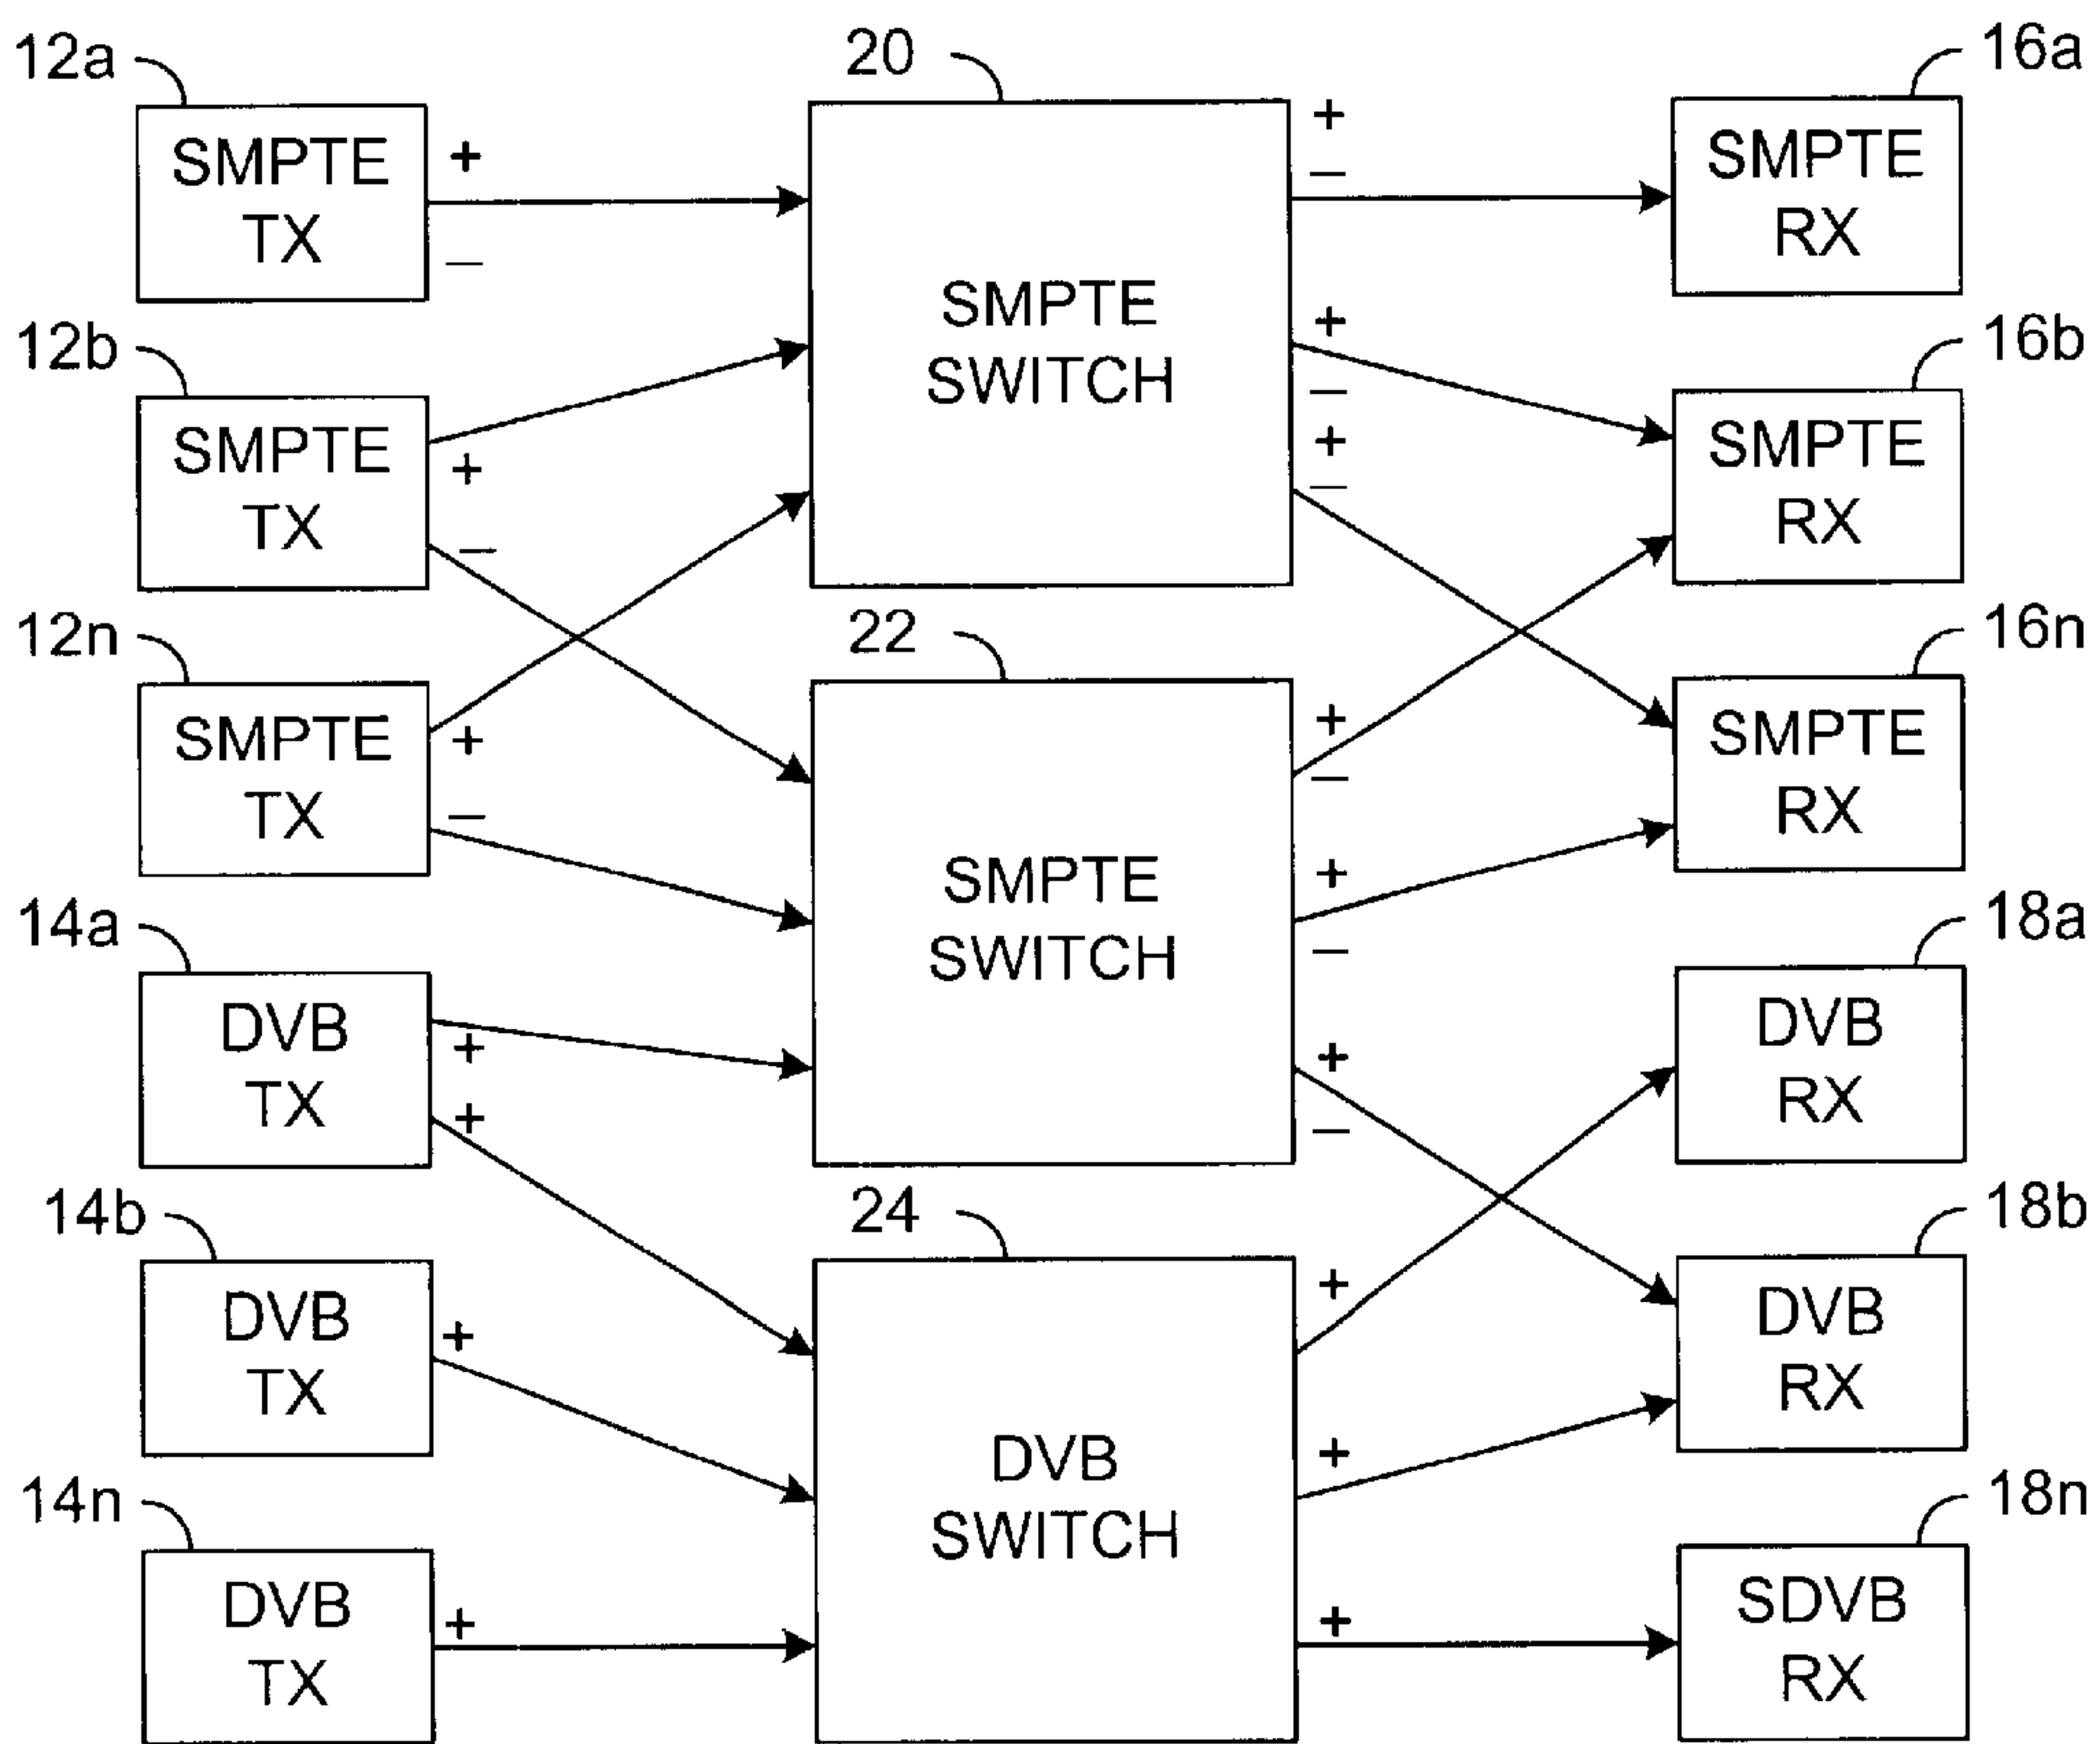 12a
SMPTE
TX
+
–
20
SMPTE
SWITCH
+
–
+
–
+
–
16a
SMPTE
RX
12b
SMPTE
TX
+
–
16b
SMPTE
RX
12n
SMPTE
TX
+
–
22
SMPTE
SWITCH
+
–
+
–
+
–
16n
SMPTE
RX
14a
DVB
TX
+
+
18a
DVB
RX
14b
DVB
TX
+
24
DVB
SWITCH
+
+
+
18b
DVB
RX
14n
DVB
TX
+
18n
SDVB
RX